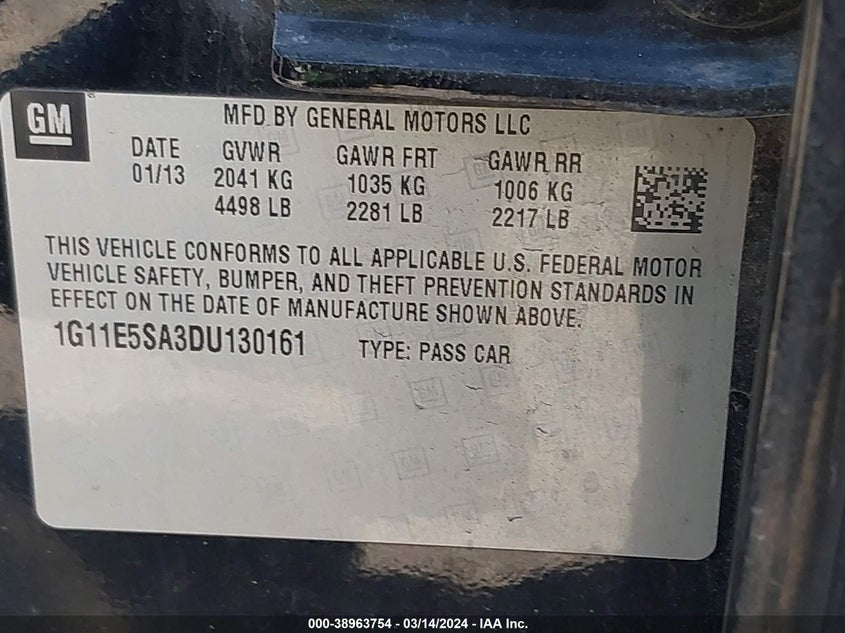 GM
MFD BY GENERAL MOTORS LLC
DATE GVWR GAWR FRT GAWR RR
01/13 2041 KG 1035 KG 1006 KG
4498 LB 2281 LB 2217 LB
THIS VEHICLE CONFORMS TO ALL APPLICABLE U.S. FEDERAL MOTOR
VEHICLE SAFETY, BUMPER, AND THEFT PREVENTION STANDARDS IN
EFFECT ON THE DATE OF MANUFACTURE SHOWN ABOVE.
1G11E5SA3DU130161 TYPE: PASS CAR
000-38963754 - 03/14/2024 - IAA Inc.